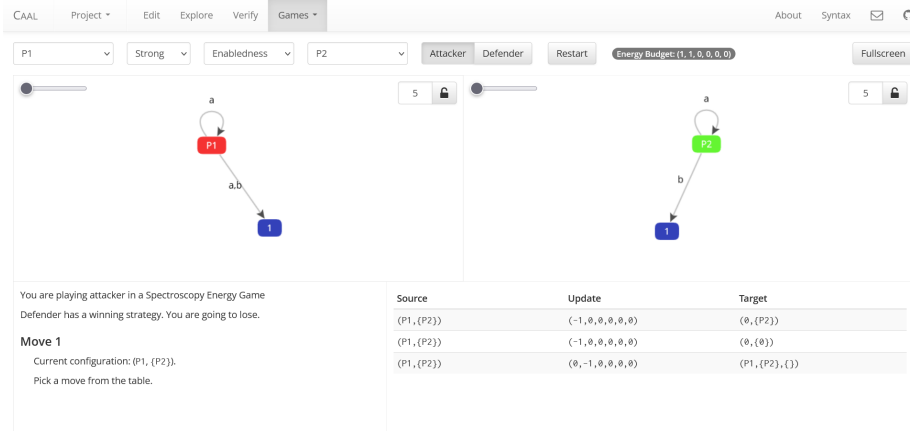 CAAL Project Edit Explore Verify Games About Syntax
P1 Strong Enabledness P2 Attacker Defender Restart Energy Budget: (1, 1, 0, 0, 0, 0) Fullscreen
5 5
a a
P1 P2
a,b b
1 1
You are playing attacker in a Spectroscopy Energy Game
Defender has a winning strategy. You are going to lose.
Move 1
Current configuration: (P1, {P2}).
Pick a move from the table.
Source Update Target
(P1,{P2}) (-1,0,0,0,0,0) (0,{P2})
(P1,{P2}) (-1,0,0,0,0,0) (0,{0})
(P1,{P2}) (0,-1,0,0,0,0) (P1,{P2},{})